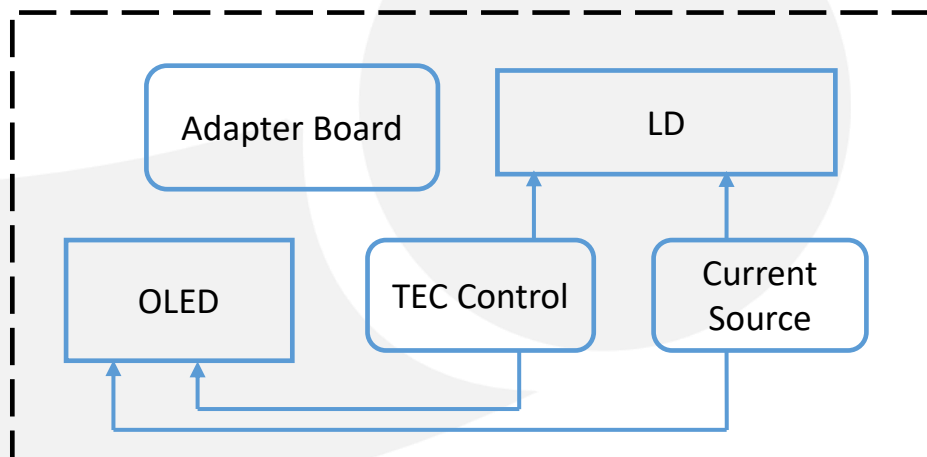 Adapter Board
LD
OLED
TEC Control
Current
Source